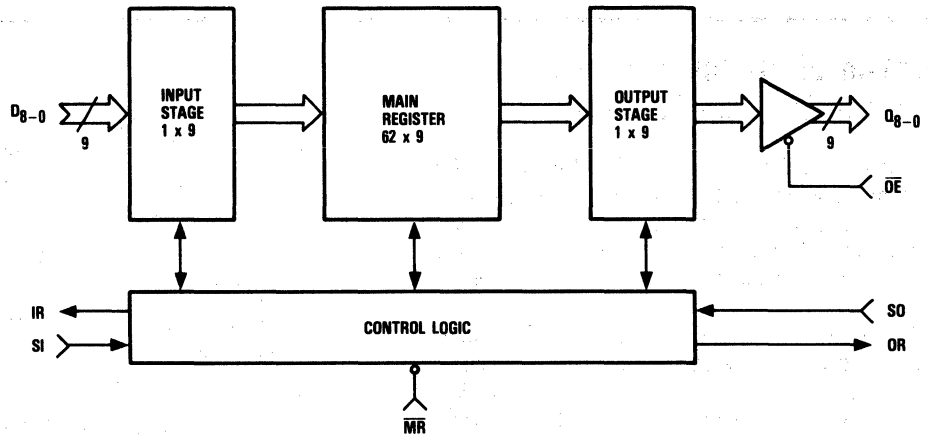 INPUT
STAGE
1 x 9
MAIN
REGISTER
62 x 9
OUTPUT
STAGE
1 x 9
D8–0
9
9
Q8–0
OE
IR
SI
CONTROL LOGIC
SO
OR
MR